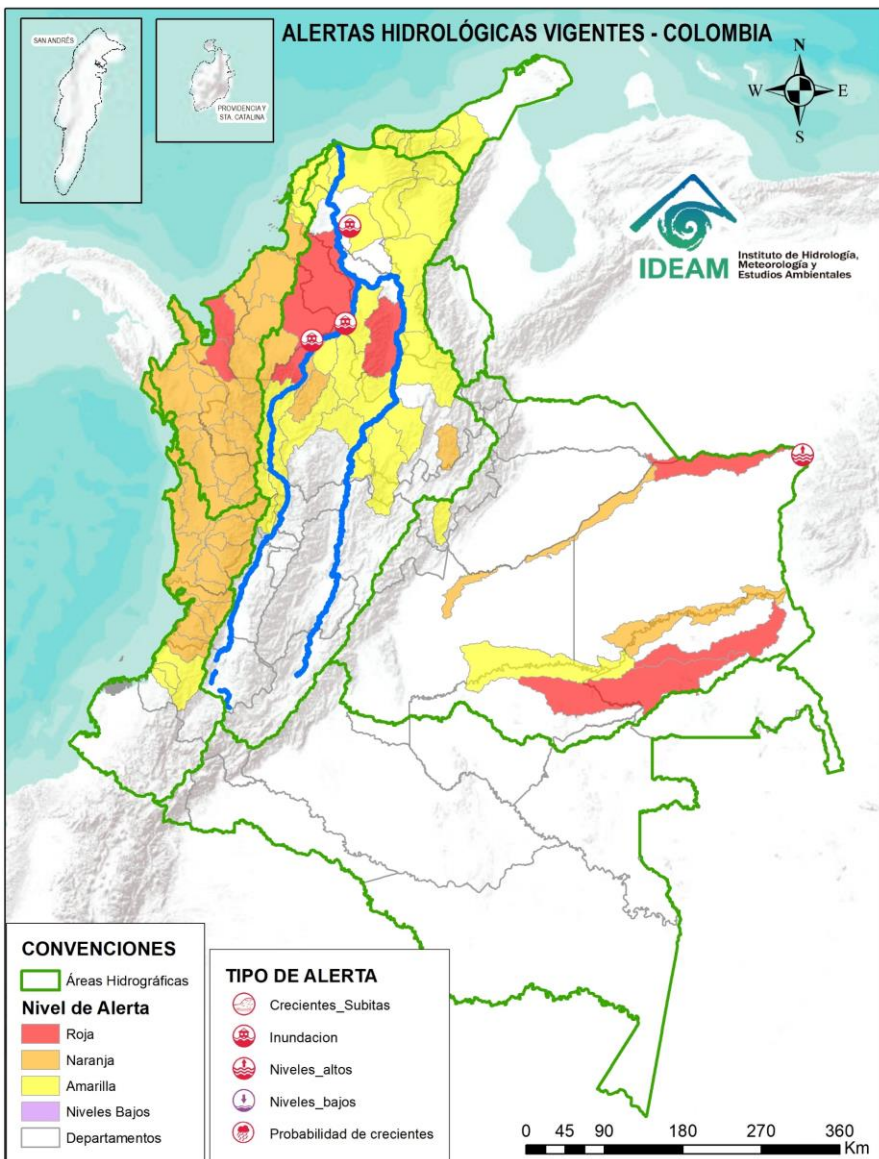 ALERTAS HIDROLÓGICAS VIGENTES - COLOMBIA
SAN ANDRÉS
PROVIDENCIA Y
STA. CATALINA
N
W
E
S
IDEAM
Instituto de Hidrología,
Meteorología y
Estudios Ambientales
CONVENCIONES
Áreas Hidrográficas
Nivel de Alerta
Roja
Naranja
Amarilla
Niveles Bajos
Departamentos
TIPO DE ALERTA
Crecientes_Subitas
Inundacion
Niveles_altos
Niveles_bajos
Probabilidad de crecientes
0 45 90 180 270 360
Km